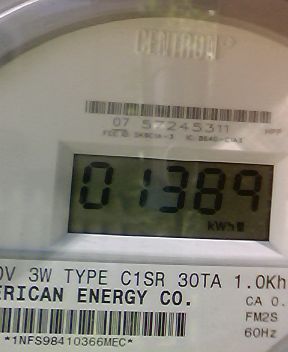 CENTRON
07 57245311
01389
kWh
0V 3W TYPE C1SR 30TA 1.0Kh
ERICAN ENERGY CO.
CA 0.
FM2S
60Hz
*1NFS98410366MEC*